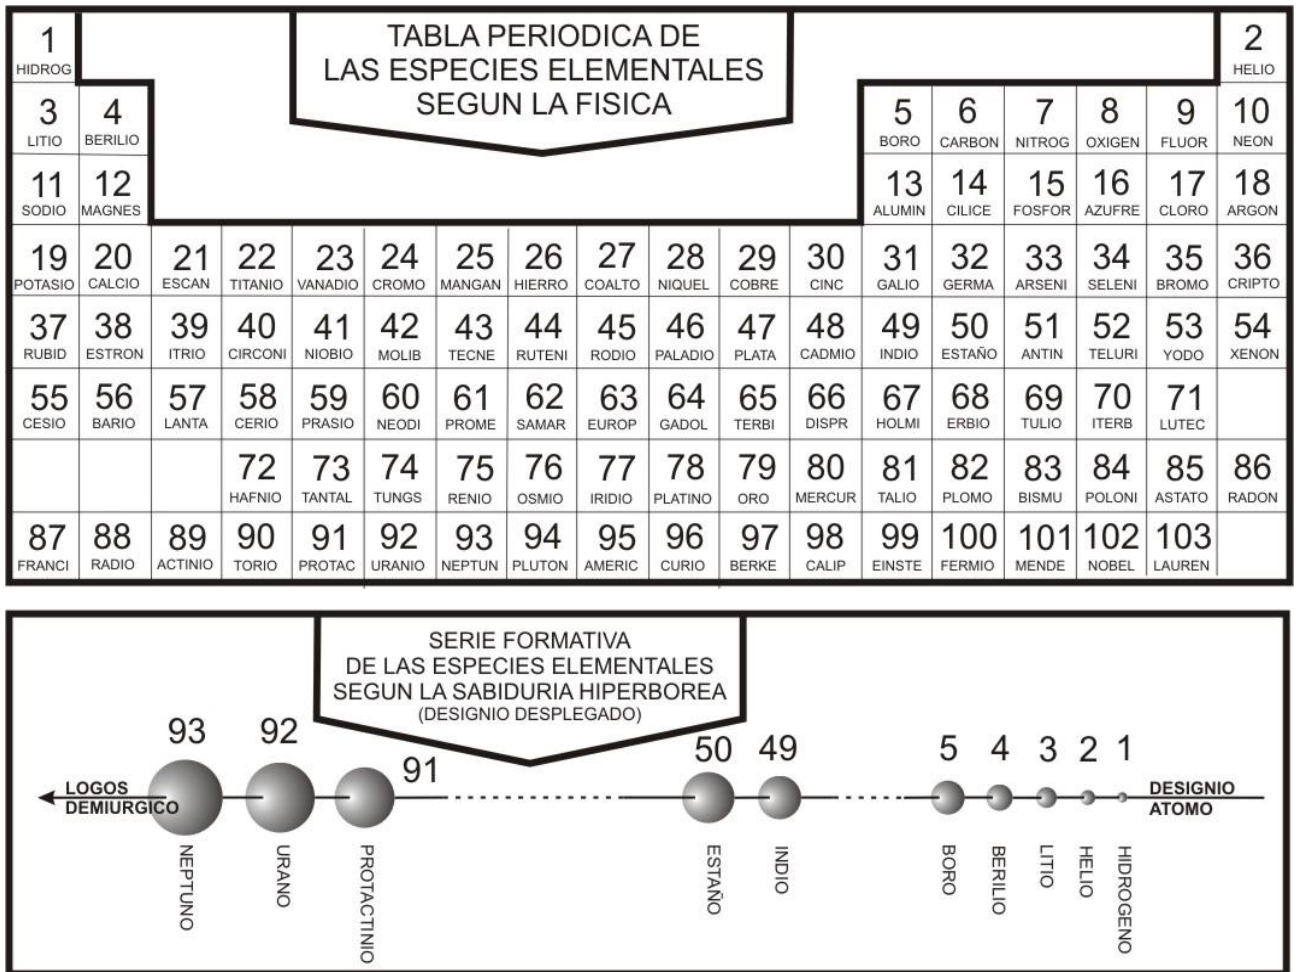 TABLA PERIODICA DE
LAS ESPECIES ELEMENTALES
SEGUN LA FISICA
1 2
HIDROG HELIO
3 4 5 6 7 8 9 10
LITIO BERILIO BORO CARBON NITROG OXIGEN FLUOR NEON
11 12 13 14 15 16 17 18
SODIO MAGNES ALUMIN CILICE FOSFOR AZUFRE CLORO ARGON
19 20 21 22 23 24 25 26 27 28 29 30 31 32 33 34 35 36
POTASIO CALCIO ESCAN TITANIO VANADIO CROMO MANGAN HIERRO COALTO NIQUEL COBRE CINC GALIO GERMA ARSENI SELENI BROMO CRIPTO
37 38 39 40 41 42 43 44 45 46 47 48 49 50 51 52 53 54
RUBID ESTRON ITRIO CIRCONI NIOBIO MOLIB TECNE RUTENI RODIO PALADIO PLATA CADMIO INDIO ESTAÑO ANTIN TELURI YODO XENON
55 56 57 58 59 60 61 62 63 64 65 66 67 68 69 70 71
CESIO BARIO LANTA CERIO PRASIO NEODI PROME SAMAR EUROP GADOL TERBI DISPR HOLMI ERBIO TULIO ITERB LUTEC
72 73 74 75 76 77 78 79 80 81 82 83 84 85 86
HAFNIO TANTAL TUNGS RENIO OSMIO IRIDIO PLATINO ORO MERCUR TALIO PLOMO BISMU POLONI ASTATO RADON
87 88 89 90 91 92 93 94 95 96 97 98 99 100 101 102 103
FRANCI RADIO ACTINIO TORIO PROTAC URANIO NEPTUN PLUTON AMERIC CURIO BERKE CALIP EINSTE FERMIO MENDE NOBEL LAUREN
SERIE FORMATIVA
DE LAS ESPECIES ELEMENTALES
SEGUN LA SABIDURIA HIPERBOREA
(DESIGNIO DESPLEGADO)
93 92 91 50 49 5 4 3 2 1
LOGOS
DEMIURGICO
DESIGNIO
ATOMO
NEPTUNO
URANO
PROTACTINIO
ESTAÑO
INDIO
BORO
BERILIO
LITIO
HELIO
HIDROGENO